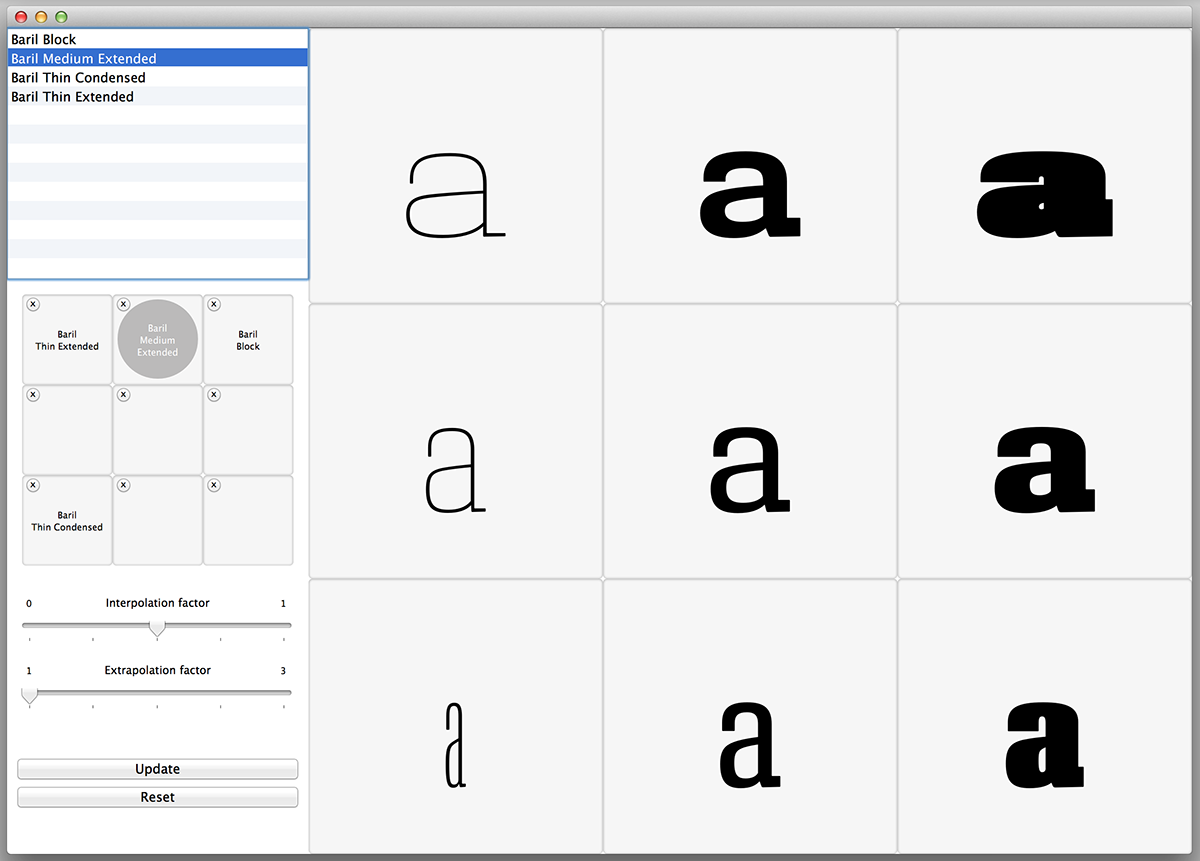 Baril Block
Baril Medium Extended
Baril Thin Condensed
Baril Thin Extended
a a a
x x x
Baril
Thin Extended
Baril
Medium
Extended
Baril
Block
x x x
a a a
x x x
Baril
Thin Condensed
0 Interpolation factor 1
1 Extrapolation factor 3
a a a
Update
Reset